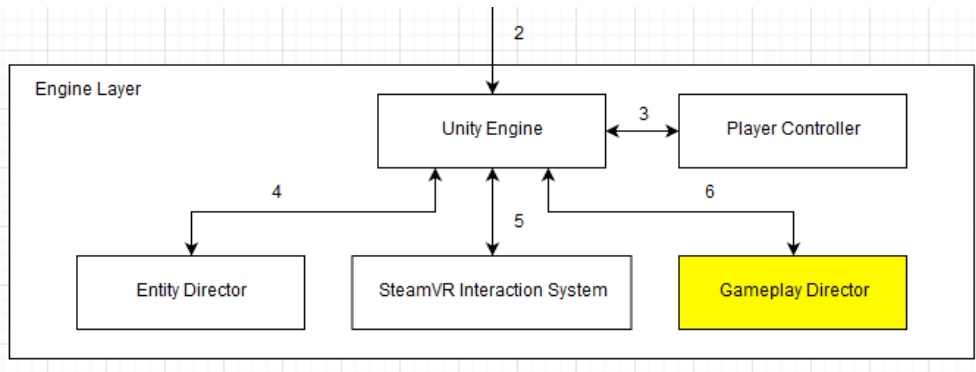 2
Engine Layer
Unity Engine
3
Player Controller
4
5
6
Entity Director
SteamVR Interaction System
Gameplay Director